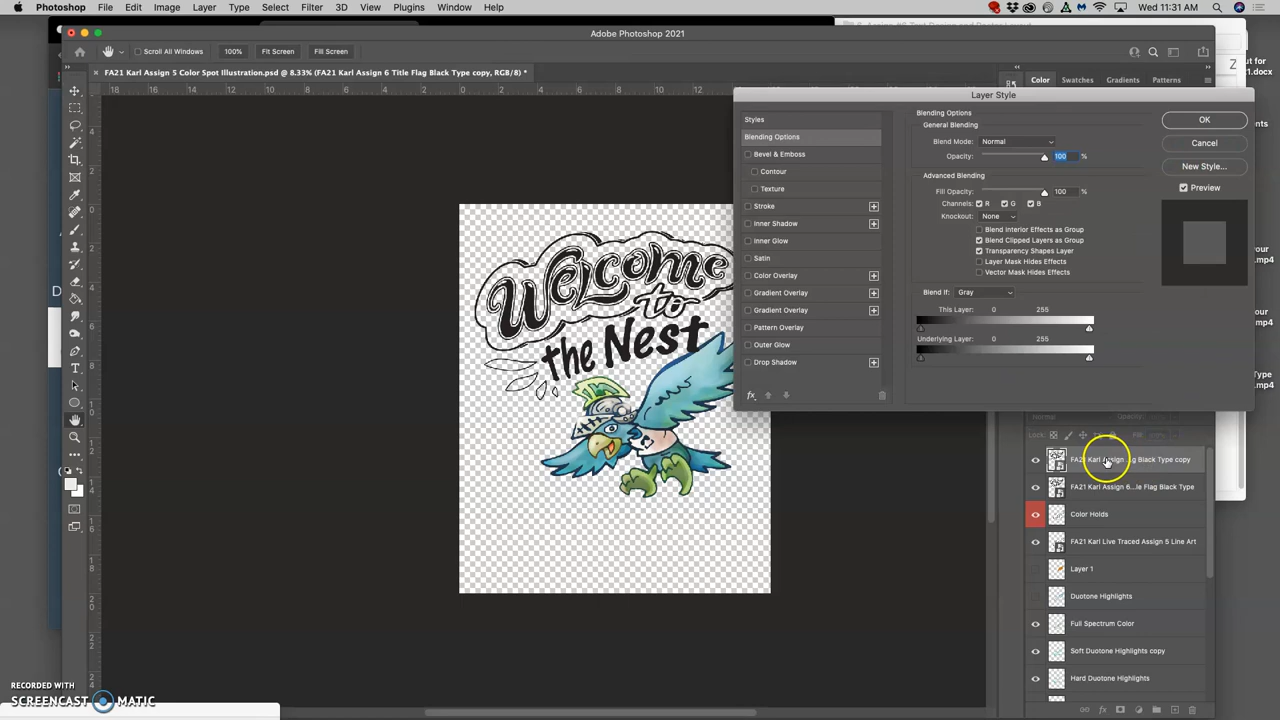 Photoshop File Edit Image Layer Type Select Filter 3D View Plugins Window Help Wed 11:31 AM
Adobe Photoshop 2021
Scroll All Windows 100% Fit Screen Fill Screen
FA21 Karl Assign 5 Color Spot Illustration.psd @ 8.33% (FA21 Karl Assign 6 Title Flag Black Type copy, RGB/8) *
Color Swatches Gradients Patterns
Layer Style
Styles
Blending Options
Bevel & Emboss
Contour
Texture
Stroke
Inner Shadow
Inner Glow
Satin
Color Overlay
Gradient Overlay
Gradient Overlay
Pattern Overlay
Outer Glow
Drop Shadow
fx
Blending Options
General Blending
Blend Mode: Normal
Opacity: 100 %
Advanced Blending
Fill Opacity: 100 %
Channels: R G B
Knockout: None
Blend Interior Effects as Group
Blend Clipped Layers as Group
Transparency Shapes Layer
Layer Mask Hides Effects
Vector Mask Hides Effects
Blend If: Gray
This Layer: 0 255
Underlying Layer: 0 255
OK
Cancel
New Style...
Preview
Welcome
to
the Nest
Normal Opacity:
Lock: Fill:
FA21 Karl Assign ...g Black Type copy
FA21 Karl Assign 6...le Flag Black Type
Color Holds
FA21 Karl Live Traced Assign 5 Line Art
Layer 1
Duotone Highlights
Full Spectrum Color
Soft Duotone Highlights copy
Hard Duotone Highlights
RECORDED WITH
SCREENCAST MATIC